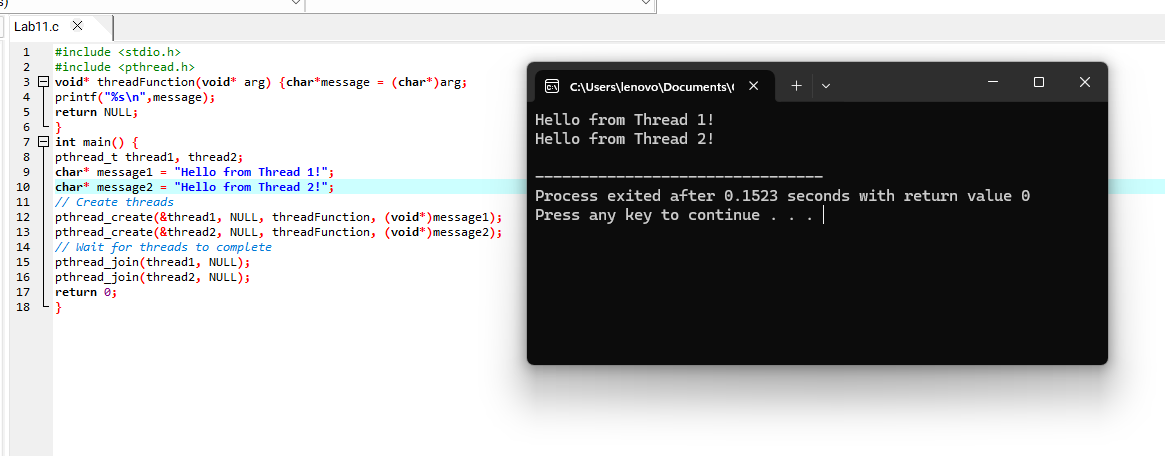 s)
Lab11.c
1 #include <stdio.h>
2 #include <pthread.h>
3 void* threadFunction(void* arg) {char*message = (char*)arg;
4 printf("%s\n",message);
5 return NULL;
6 }
7 int main() {
8 pthread_t thread1, thread2;
9 char* message1 = "Hello from Thread 1!";
10 char* message2 = "Hello from Thread 2!";
11 // Create threads
12 pthread_create(&thread1, NULL, threadFunction, (void*)message1);
13 pthread_create(&thread2, NULL, threadFunction, (void*)message2);
14 // Wait for threads to complete
15 pthread_join(thread1, NULL);
16 pthread_join(thread2, NULL);
17 return 0;
18 }
C:\Users\lenovo\Documents\
Hello from Thread 1!
Hello from Thread 2!
--------------------------------
Process exited after 0.1523 seconds with return value 0
Press any key to continue . . .